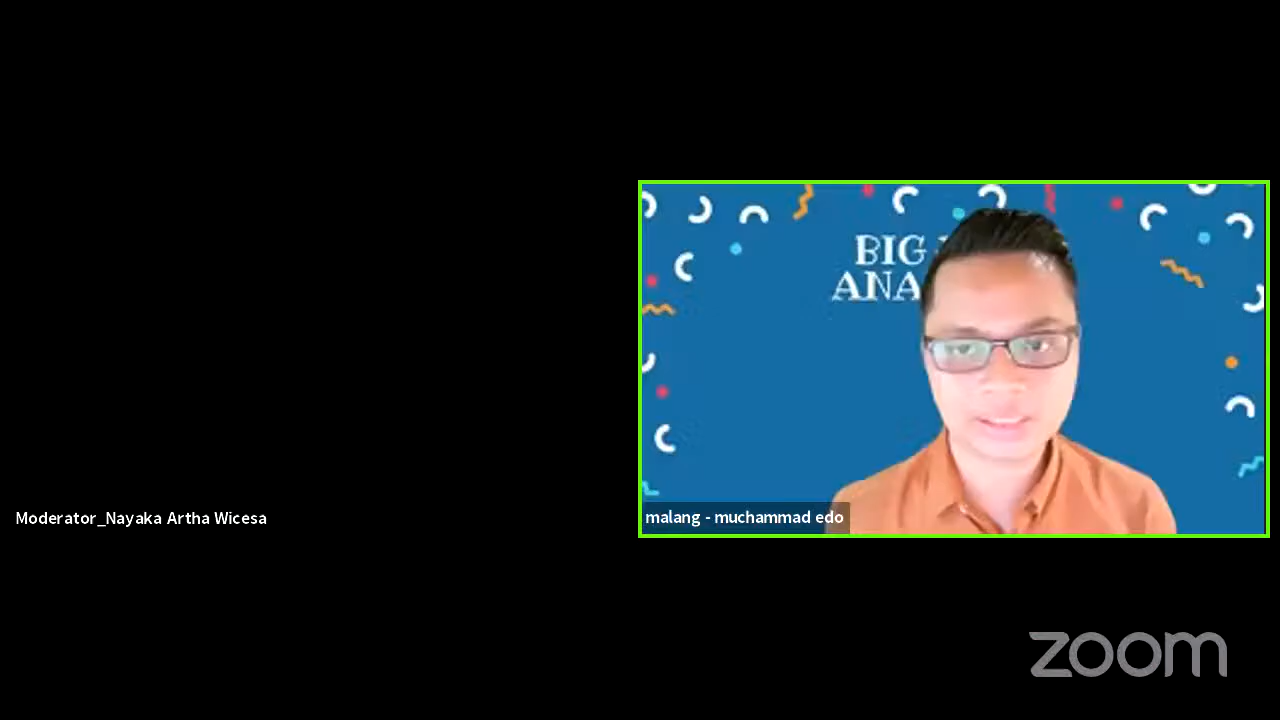 BIG
ANA
Moderator_Nayaka Artha Wicesa
malang - muchammad edo
zoom